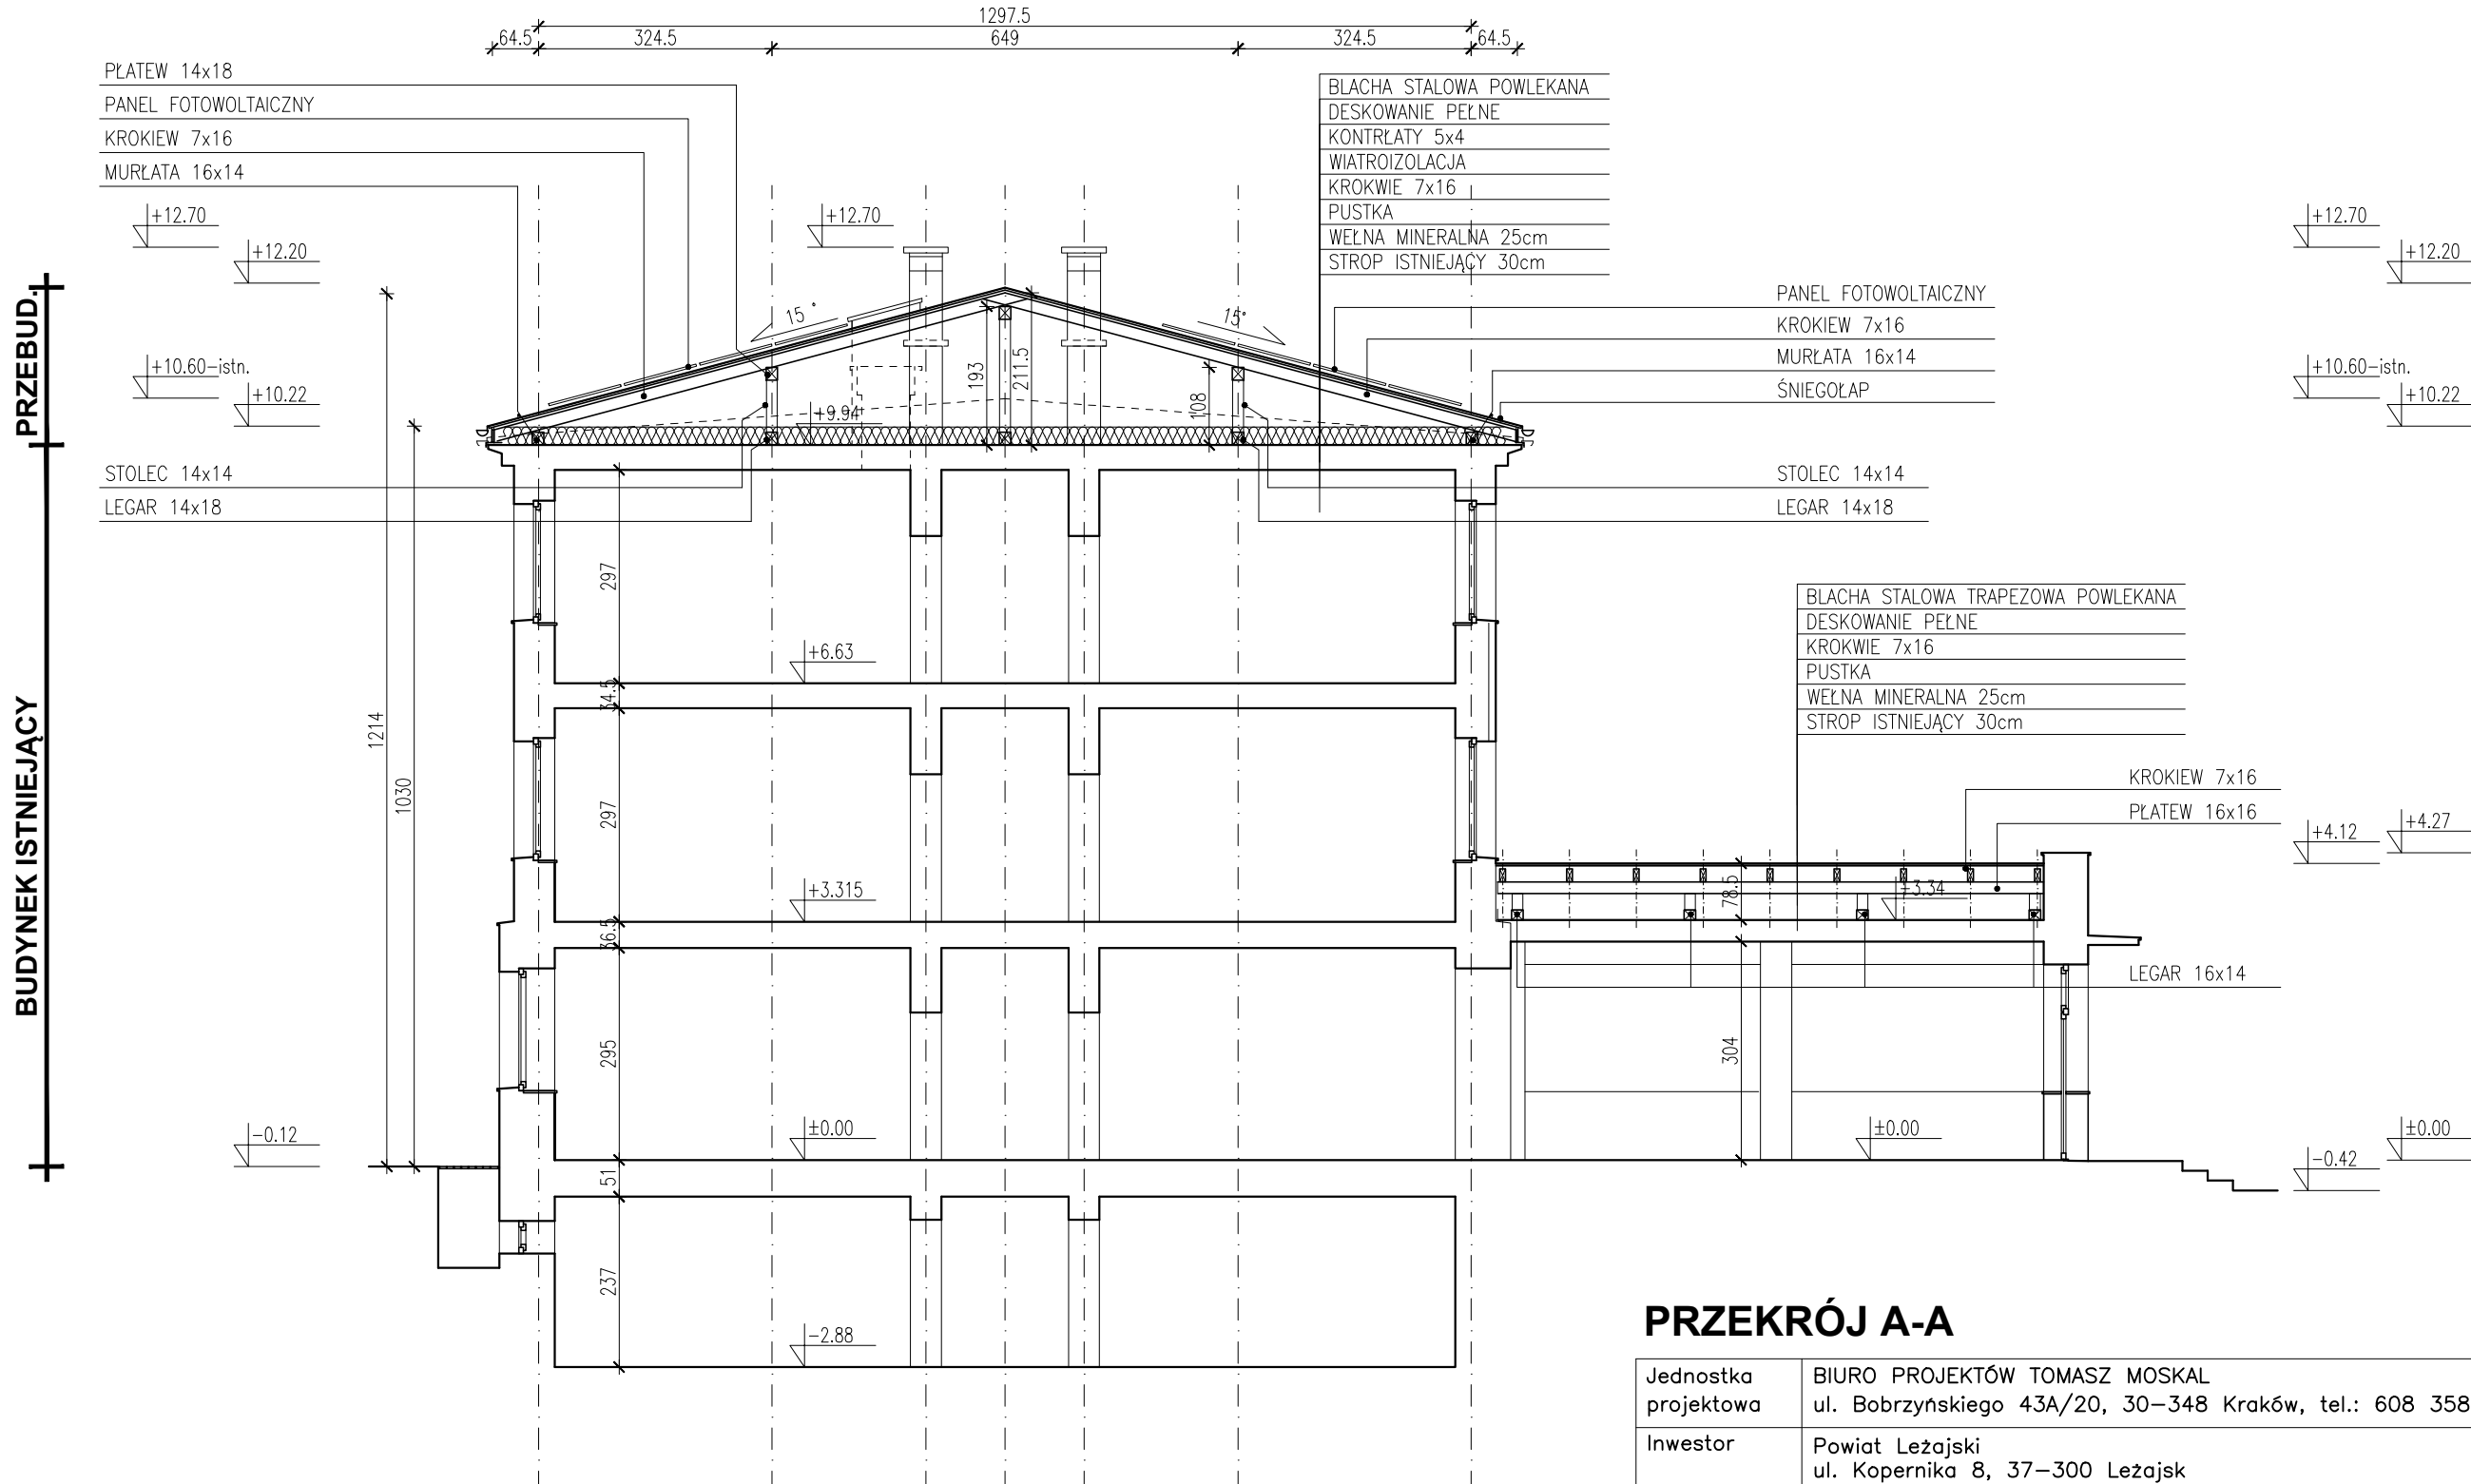 1297.5
64.5
324.5
649
324.5
64.5
PŁATEW 14x18
PANEL FOTOWOLTAICZNY
KROKIEW 7x16
MURŁATA 16x14
BLACHA STALOWA POWLEKANA
DESKOWANIE PEŁNE
KONTRŁATY 5x4
WIATROIZOLACJA
KROKWIE 7x16
PUSTKA
WEŁNA MINERALNA 25cm
STROP ISTNIEJĄCY 30cm
+12.70
+12.20
+12.70
+12.70
+12.20
PRZEBUD.
15°
15°
PANEL FOTOWOLTAICZNY
KROKIEW 7x16
MURŁATA 16x14
ŚNIEGOŁAP
+10.60-istn.
+10.22
193
211.5
108
+9.94
+10.60-istn.
+10.22
STOLEC 14x14
LEGAR 14x18
STOLEC 14x14
LEGAR 14x18
BUDYNEK ISTNIEJĄCY
1214
1030
297
+6.63
34.5
297
+3.315
36.5
295
±0.00
51
237
-2.88
-0.12
BLACHA STALOWA TRAPEZOWA POWLEKANA
DESKOWANIE PEŁNE
KROKWIE 7x16
PUSTKA
WEŁNA MINERALNA 25cm
STROP ISTNIEJĄCY 30cm
KROKIEW 7x16
PŁATEW 16x16
+4.12
+4.27
78.5
+3.34
LEGAR 16x14
304
±0.00
±0.00
-0.42
PRZEKRÓJ A-A
Jednostka projektowa
BIURO PROJEKTÓW TOMASZ MOSKAL
ul. Bobrzyńskiego 43A/20, 30-348 Kraków, tel.: 608 358
Inwestor
Powiat Leżajski
ul. Kopernika 8, 37-300 Leżajsk